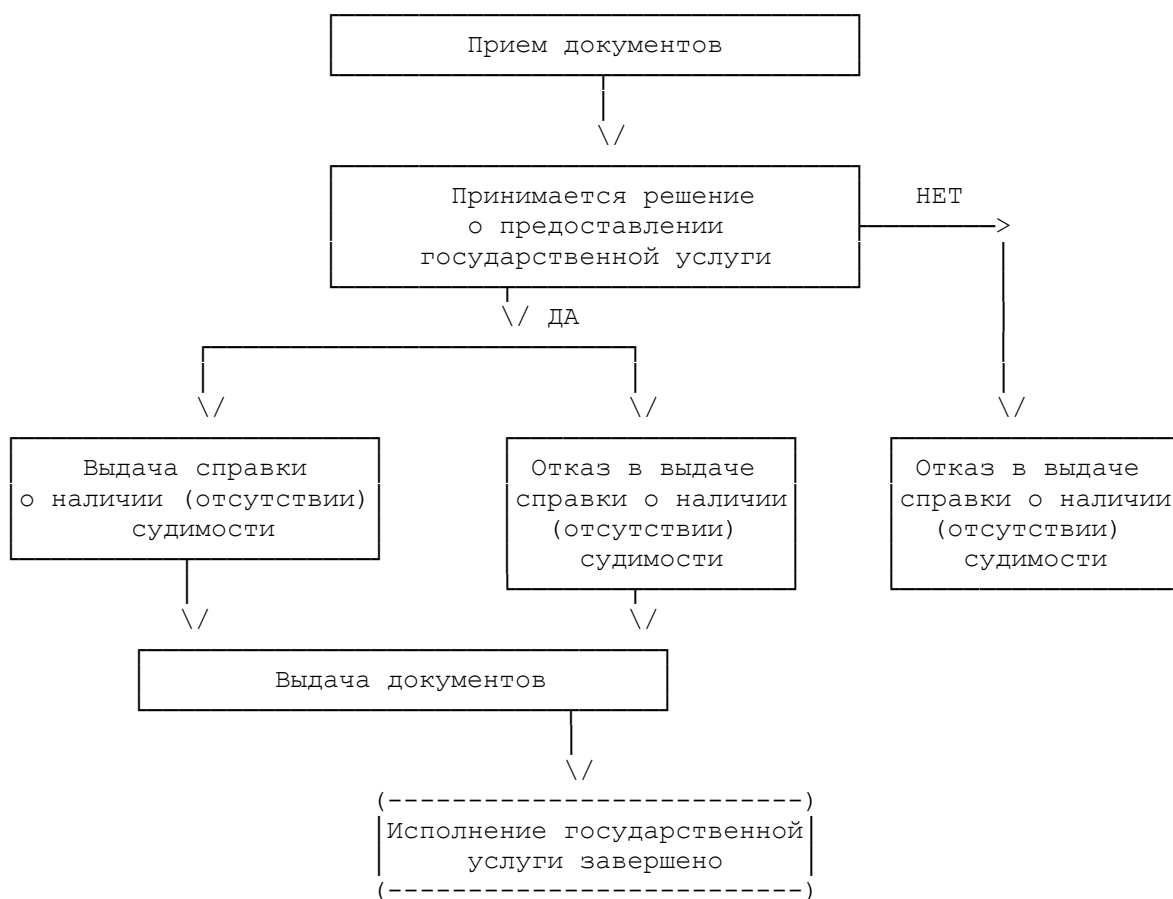 Прием документов
Принимается решение
о предоставлении
государственной услуги
НЕТ
ДА
Выдача справки
о наличии (отсутствии)
судимости
Отказ в выдаче
справки о наличии
(отсутствии)
судимости
Отказ в выдаче
справки о наличии
(отсутствии)
судимости
Выдача документов
Исполнение государственной
услуги завершено